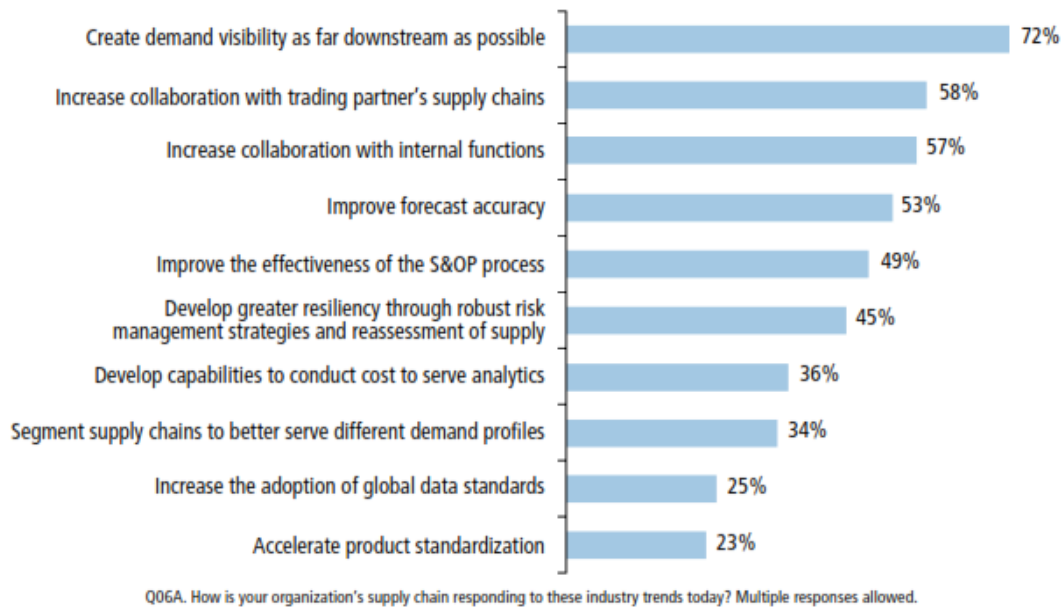 Create demand visibility as far downstream as possible 72%
Increase collaboration with trading partner's supply chains 58%
Increase collaboration with internal functions 57%
Improve forecast accuracy 53%
Improve the effectiveness of the S&OP process 49%
Develop greater resiliency through robust risk
management strategies and reassessment of supply 45%
Develop capabilities to conduct cost to serve analytics 36%
Segment supply chains to better serve different demand profiles 34%
Increase the adoption of global data standards 25%
Accelerate product standardization 23%
Q06A. How is your organization's supply chain responding to these industry trends today? Multiple responses allowed.